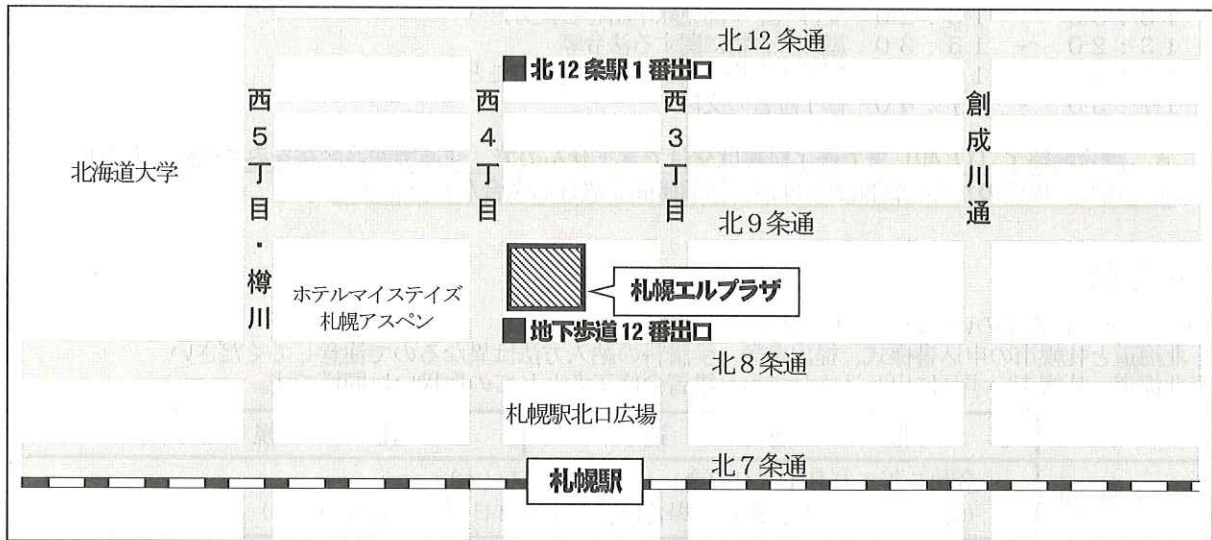 北12条通
■北12条駅1番出口
西5丁目・樽川
西4丁目
西3丁目
創成川通
北海道大学
北9条通
札幌エルプラザ
ホテルマイステイズ
札幌アスペン
■地下歩道12番出口
北8条通
札幌駅北口広場
北7条通
札幌駅